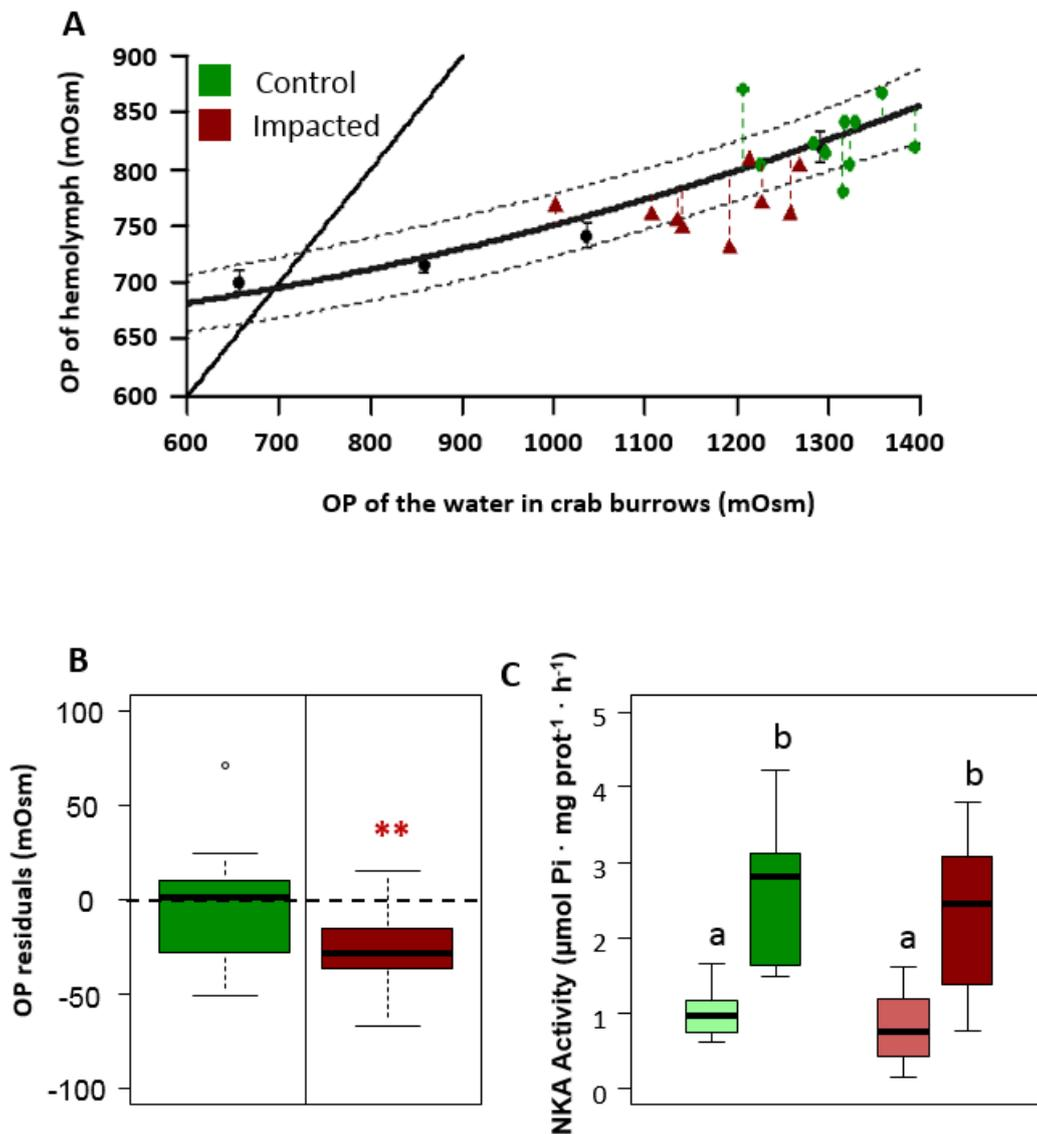 A
900
850
800
750
700
650
600
OP of hemolymph (mOsm)
Control
Impacted
600 700 800 900 1000 1100 1200 1300 1400
OP of the water in crab burrows (mOsm)
B
100
50
0
-50
-100
OP residuals (mOsm)
**
C
NKA Activity (µmol Pi · mg prot⁻¹ · h⁻¹)
5
4
3
2
1
0
a
b
a
b